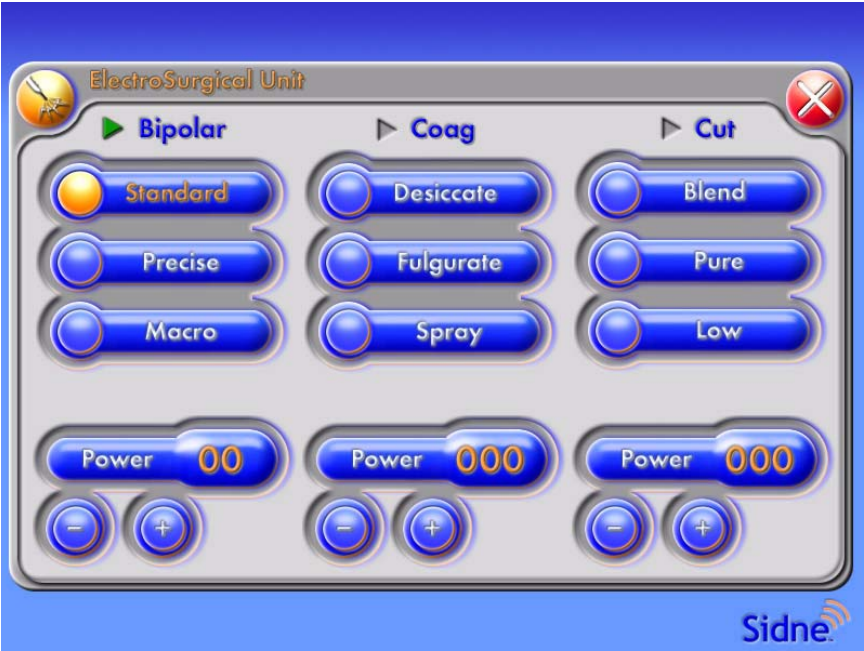 ElectroSurgical Unit
Bipolar Coag Cut
Standard Desiccate Blend
Precise Fulgurate Pure
Macro Spray Low
Power 00 Power 000 Power 000
- + - + - +
Sidne